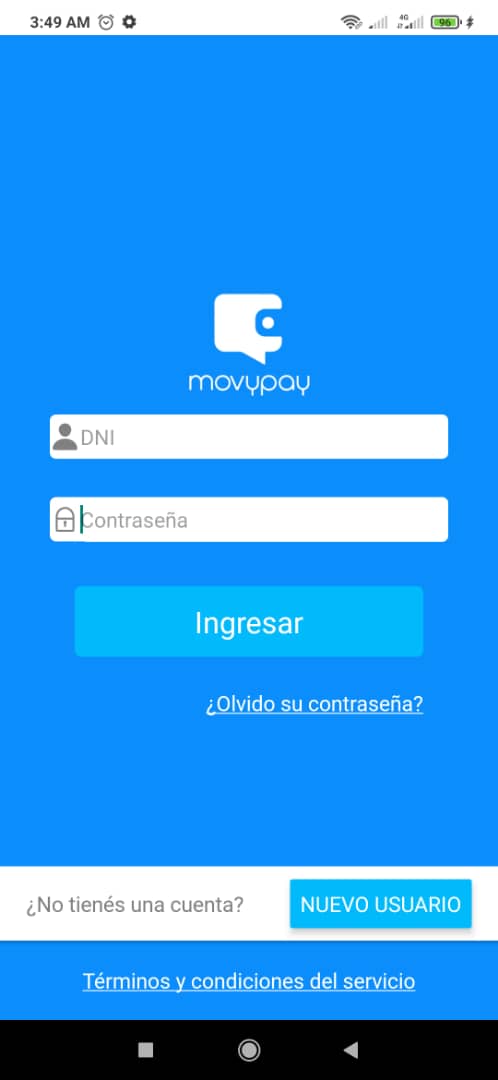 3:49 AM
4G
96
movypay
DNI
Contraseña
Ingresar
¿Olvido su contraseña?
¿No tienés una cuenta?
NUEVO USUARIO
Términos y condiciones del servicio